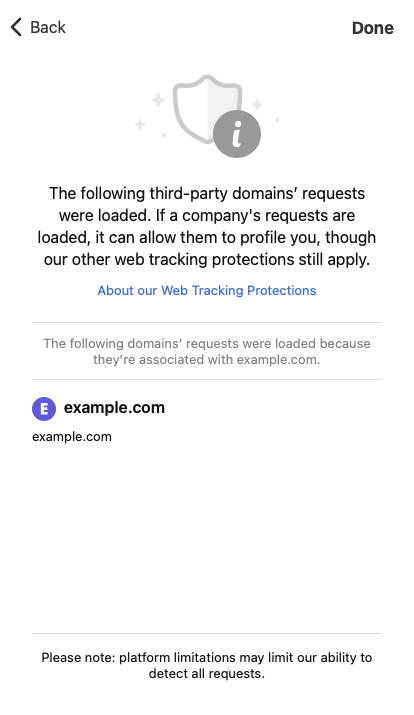 Back
Done
i
The following third-party domains’ requests
were loaded. If a company's requests are
loaded, it can allow them to profile you, though
our other web tracking protections still apply.
About our Web Tracking Protections
The following domains’ requests were loaded because
they’re associated with example.com.
E
example.com
example.com
Please note: platform limitations may limit our ability to
detect all requests.